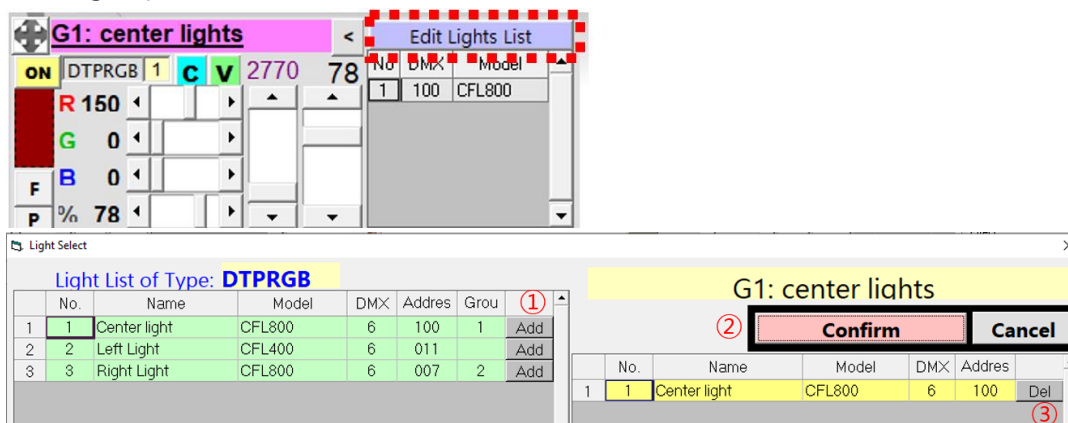 G1: center lights < Edit Lights List
ON DTPRGB 1 C V 2770 78 No DMX Model
R 150 1 100 CFL800
G 0
B 0
F
P % 78
Light Select
Light List of Type: DTPRGB
No. Name Model DMX Addres Grou ①
1 1 Center light CFL800 6 100 1 Add
2 2 Left Light CFL400 6 011 Add
3 3 Right Light CFL800 6 007 2 Add
G1: center lights
② Confirm Cancel
No. Name Model DMX Addres
1 1 Center light CFL800 6 100 Del
③